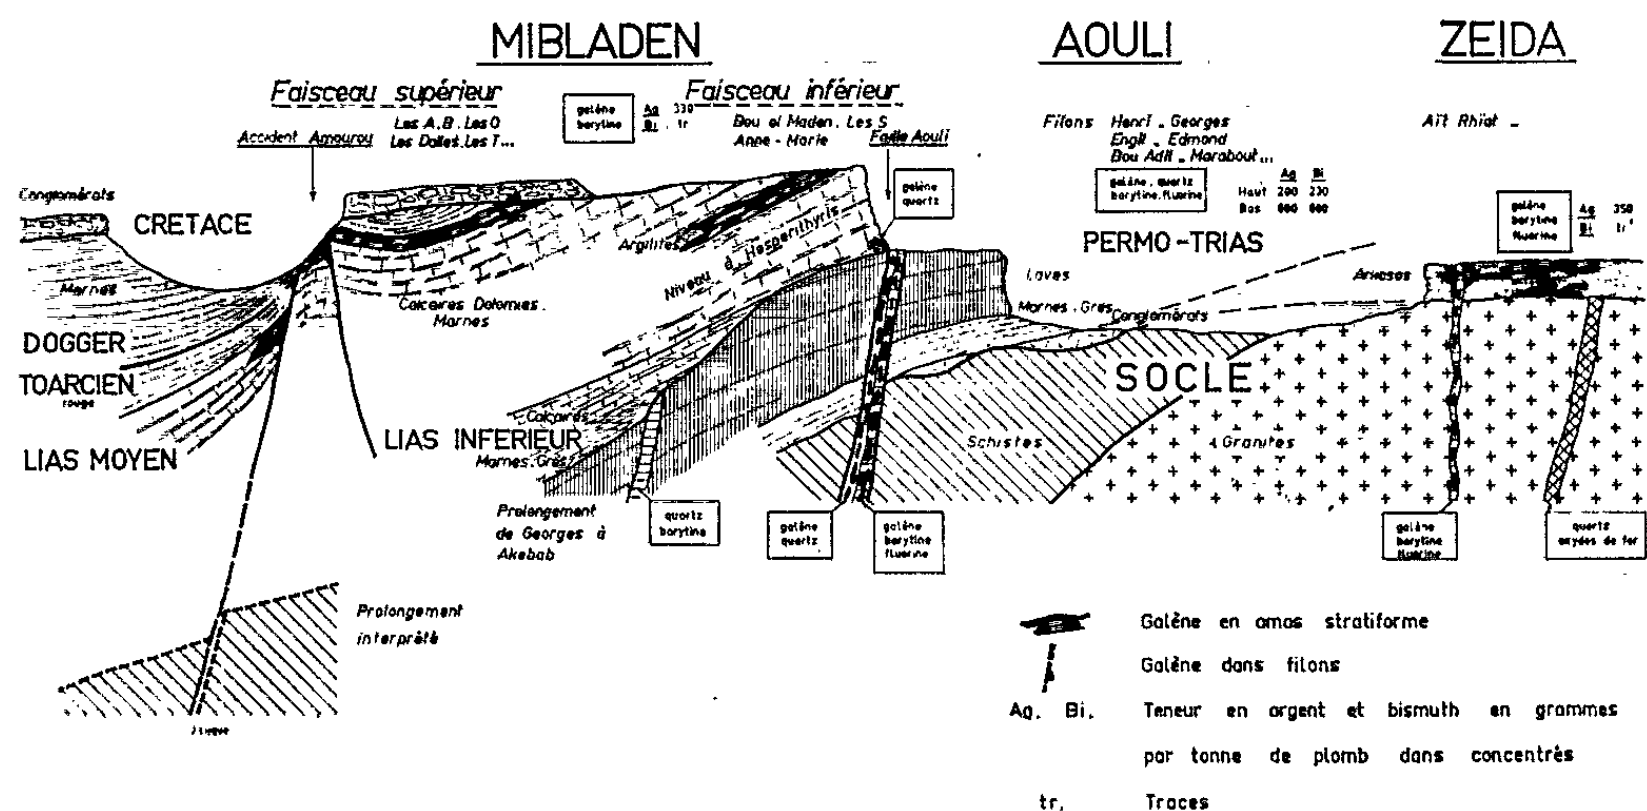 MIBLADEN
AOULI
ZEIDA
Faisceau supérieur
Les A.B. Les O
Les Dalles. Les T...
Accident Amourou
galène
barytine
Ag 330
Bi. tr
Faisceau inférieur
Bou el Maden. Les S
Anne - Marie
Faille Aouli
Filons Henri - Georges
Engil - Edmond
Bou Adil - Marabout...
galène. quartz
barytine. fluorine
Ag Bi
Haut 200 230
Bas 600 600
Aït Rhiat -
galène
barytine
fluorine
Ag 350
Bi tr
Conglomérats
CRETACE
galène
quartz
Argilites
Niveau à Hesperithyris
PERMO-TRIAS
Laves
Arkoses
Marnes
Calcaires Dolomies.
Marnes
Marnes. Grès
Conglomérats
DOGGER
TOARCIEN
rouge
SOCLE
LIAS MOYEN
Calcaires
LIAS INFERIEUR
Marnes. Grès
Schistes
Granites
Prolongement
de Georges à
Akebab
quartz
barytine
galène
quartz
galène
barytine
fluorine
galène
barytine
fluorine
quartz
oxydes de fer
Prolongement
interprèté
Galène en amas stratiforme
Galène dans filons
Ag. Bi. Teneur en argent et bismuth en grammes
par tonne de plomb dans concentrés
tr. Traces